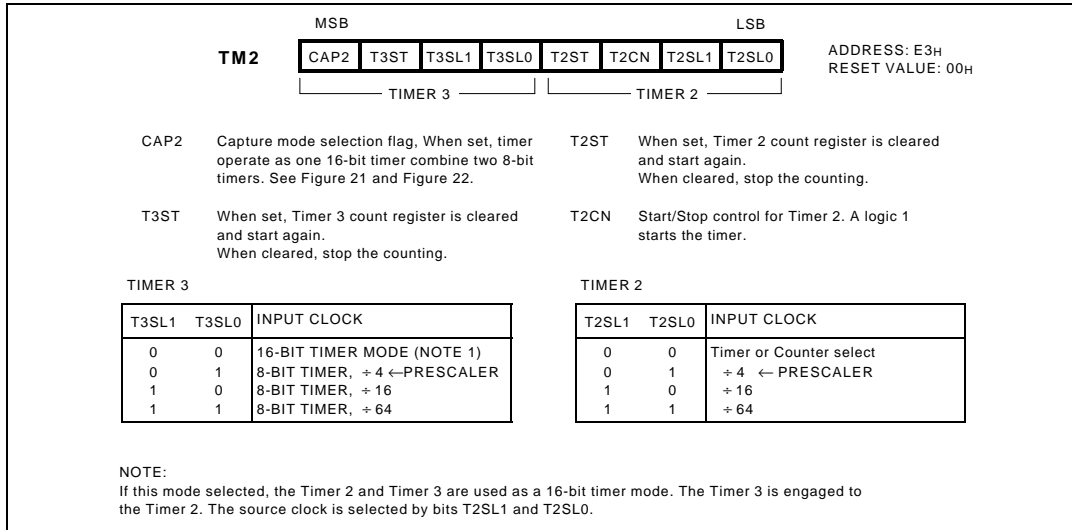 MSB LSB
TM2 CAP2 T3ST T3SL1 T3SL0 T2ST T2CN T2SL1 T2SL0
ADDRESS: E3H
RESET VALUE: 00H
TIMER 3 TIMER 2
CAP2 Capture mode selection flag, When set, timer
operate as one 16-bit timer combine two 8-bit
timers. See Figure 21 and Figure 22.
T3ST When set, Timer 3 count register is cleared
and start again.
When cleared, stop the counting.
T2ST When set, Timer 2 count register is cleared
and start again.
When cleared, stop the counting.
T2CN Start/Stop control for Timer 2. A logic 1
starts the timer.
TIMER 3
T3SL1 T3SL0 INPUT CLOCK
0 0 16-BIT TIMER MODE (NOTE 1)
0 1 8-BIT TIMER, ÷ 4 ←PRESCALER
1 0 8-BIT TIMER, ÷ 16
1 1 8-BIT TIMER, ÷ 64
TIMER 2
T2SL1 T2SL0 INPUT CLOCK
0 0 Timer or Counter select
0 1 ÷ 4 ← PRESCALER
1 0 ÷ 16
1 1 ÷ 64
NOTE:
If this mode selected, the Timer 2 and Timer 3 are used as a 16-bit timer mode. The Timer 3 is engaged to
the Timer 2. The source clock is selected by bits T2SL1 and T2SL0.